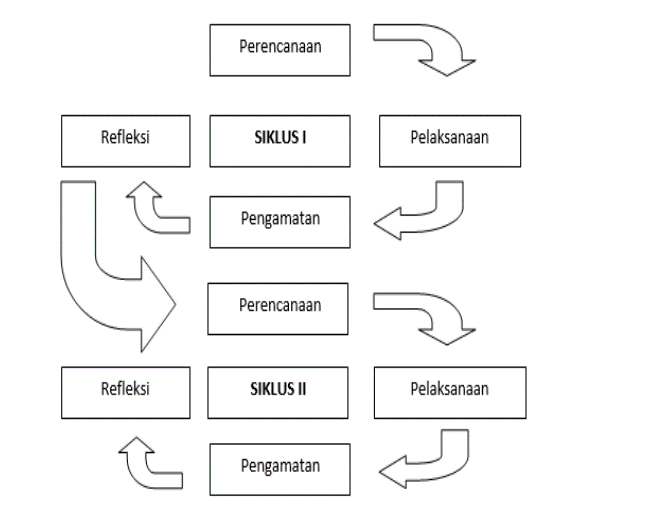 Perencanaan
Refleksi
SIKLUS I
Pelaksanaan
Pengamatan
Perencanaan
Refleksi
SIKLUS II
Pelaksanaan
Pengamatan